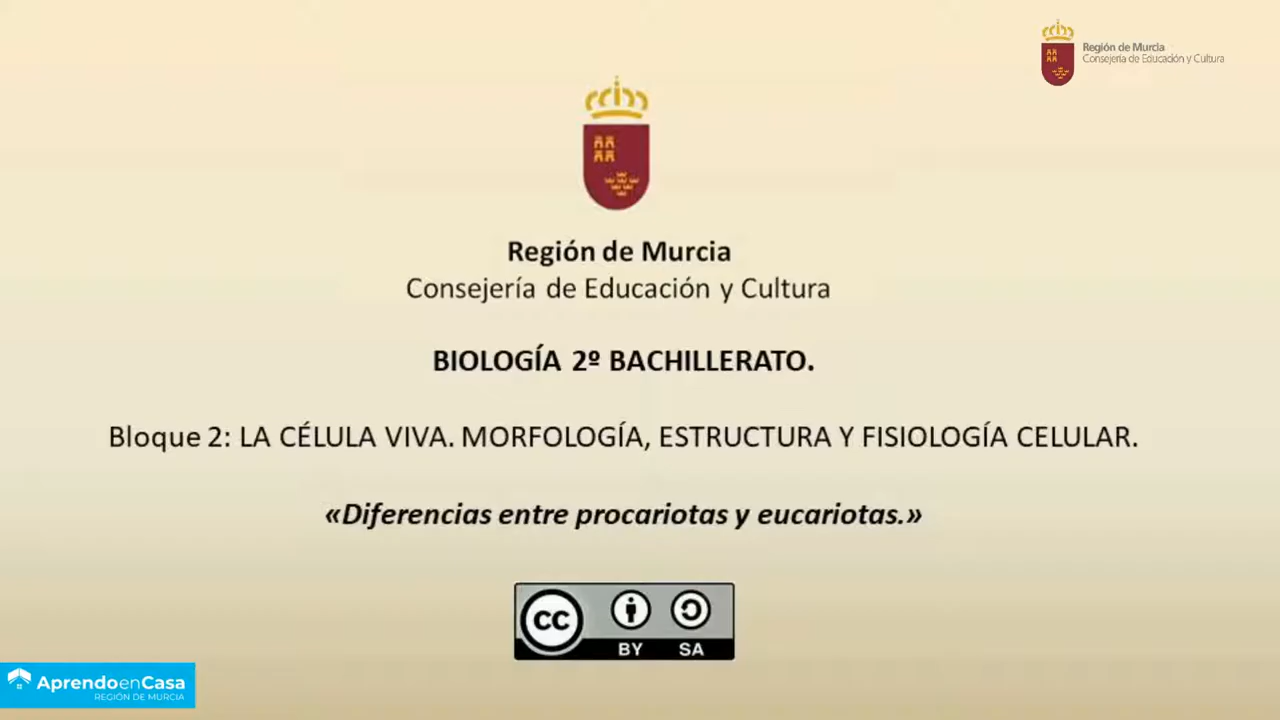 Región de Murcia
Consejería de Educación y Cultura
Región de Murcia
Consejería de Educación y Cultura
BIOLOGÍA 2º BACHILLERATO.
Bloque 2: LA CÉLULA VIVA. MORFOLOGÍA, ESTRUCTURA Y FISIOLOGÍA CELULAR.
«Diferencias entre procariotas y eucariotas.»
cc
BY SA
AprendoenCasa
REGIÓN DE MURCIA